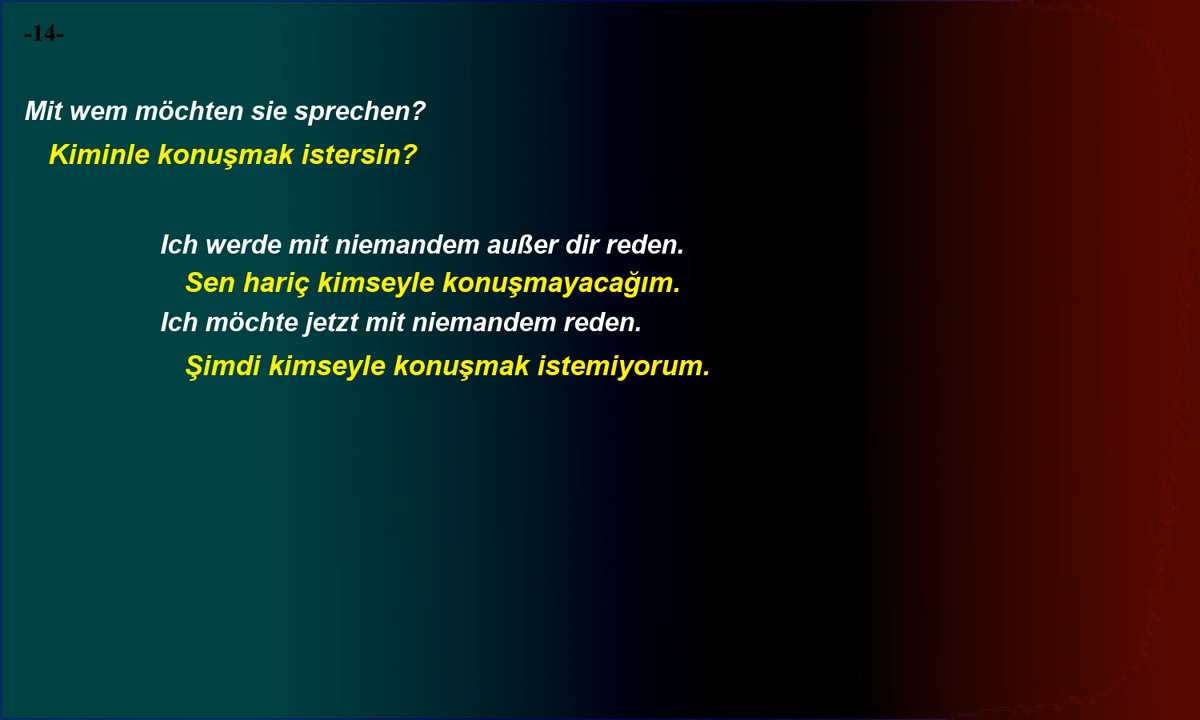 -14-
Mit wem möchten sie sprechen?
Kiminle konuşmak istersin?
Ich werde mit niemandem außer dir reden.
Sen hariç kimseyle konuşmayacağım.
Ich möchte jetzt mit niemandem reden.
Şimdi kimseyle konuşmak istemiyorum.